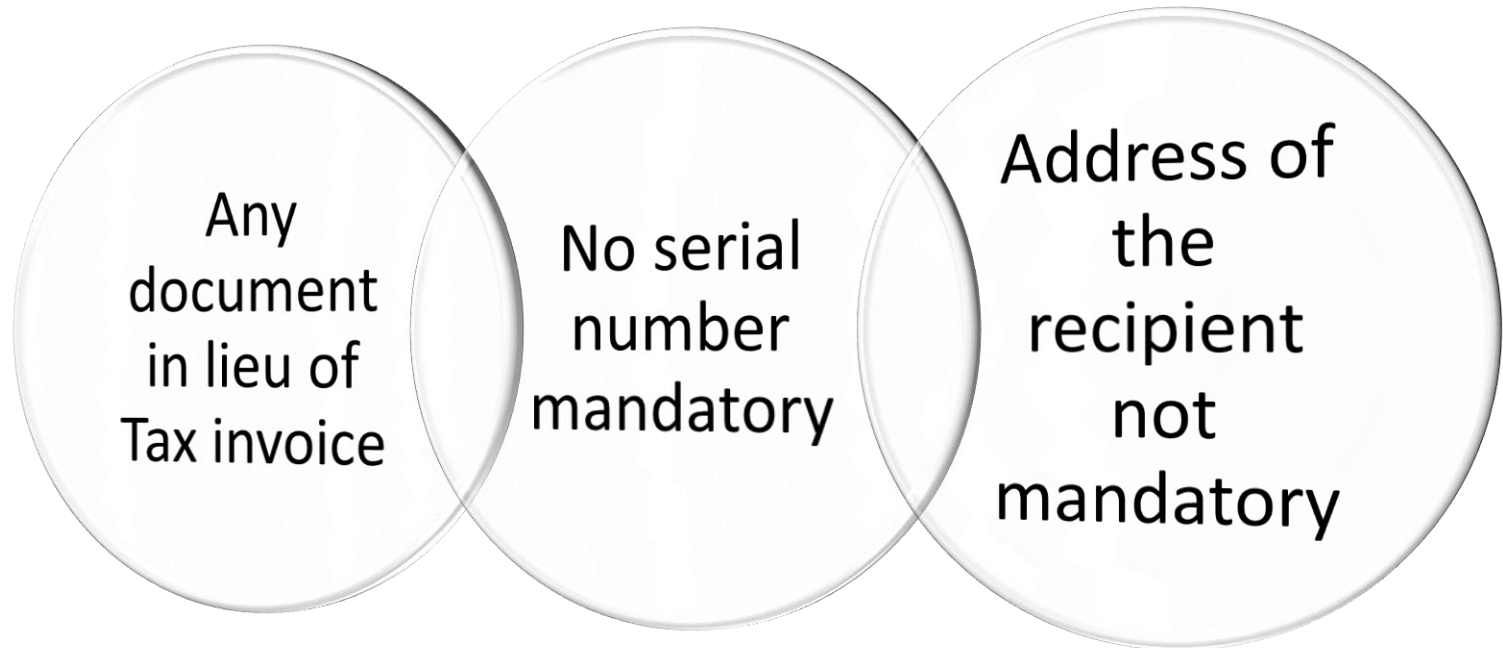 Any
document
in lieu of
Tax invoice
No serial
number
mandatory
Address of
the
recipient
not
mandatory